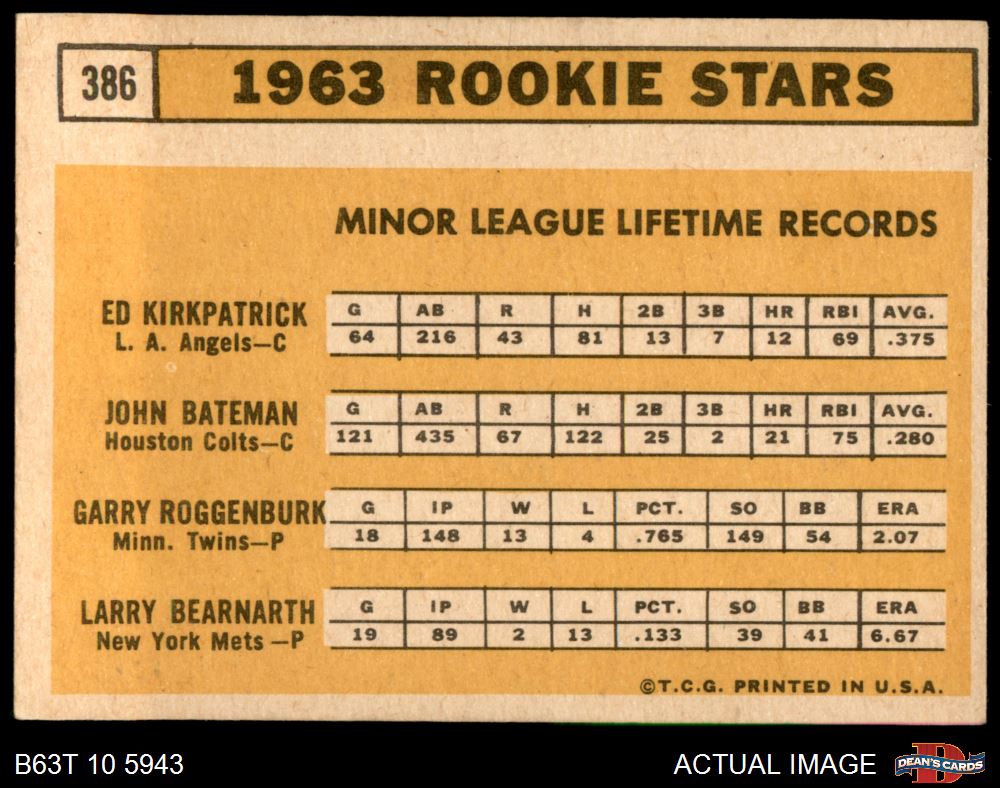 386 1963 ROOKIE STARS
MINOR LEAGUE LIFETIME RECORDS
ED KIRKPATRICK G AB R H 2B 3B HR RBI AVG.
L. A. Angels—C 64 216 43 81 13 7 12 69 .375
JOHN BATEMAN G AB R H 2B 3B HR RBI AVG.
Houston Colts—C 121 435 67 122 25 2 21 75 .280
GARRY ROGGENBURK G IP W L PCT. SO BB ERA
Minn. Twins—P 18 148 13 4 .765 149 54 2.07
LARRY BEARNARTH G IP W L PCT. SO BB ERA
New York Mets —P 19 89 2 13 .133 39 41 6.67
©T.C.G. PRINTED IN U.S.A.
B63T 10 5943 ACTUAL IMAGE D DEAN'S CARDS